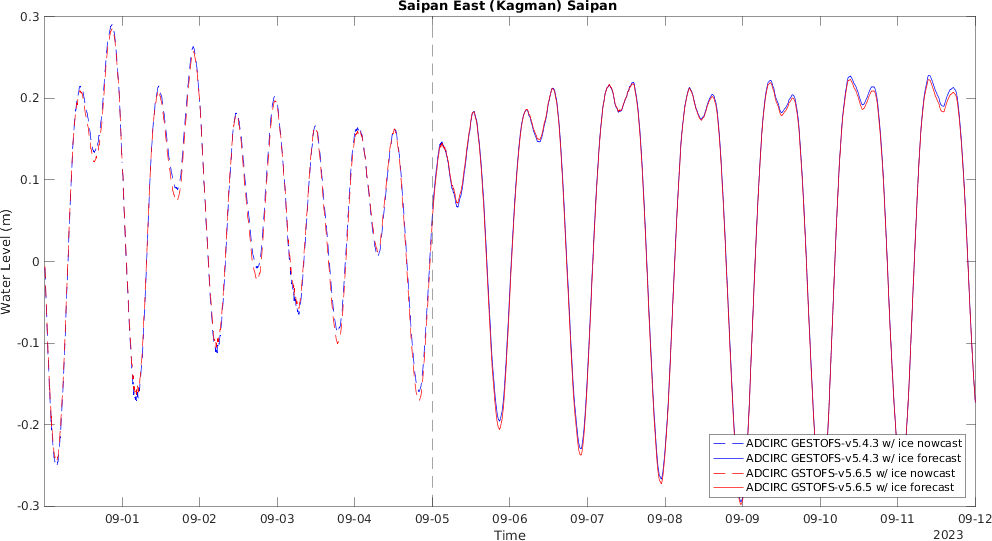 Saipan East (Kagman) Saipan
0.3
0.2
0.1
0
-0.1
-0.2
-0.3
Water Level (m)
ADCIRC GESTOFS-v5.4.3 w/ ice nowcast
ADCIRC GESTOFS-v5.4.3 w/ ice forecast
ADCIRC GSTOFS-v5.6.5 w/ ice nowcast
ADCIRC GSTOFS-v5.6.5 w/ ice forecast
09-01 09-02 09-03 09-04 09-05 09-06 09-07 09-08 09-09 09-10 09-11 09-12
Time
2023